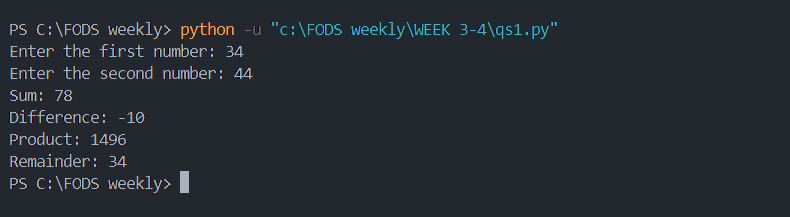 PS C:\FODS weekly> python -u "c:\FODS weekly\WEEK 3-4\qs1.py"
Enter the first number: 34
Enter the second number: 44
Sum: 78
Difference: -10
Product: 1496
Remainder: 34
PS C:\FODS weekly>